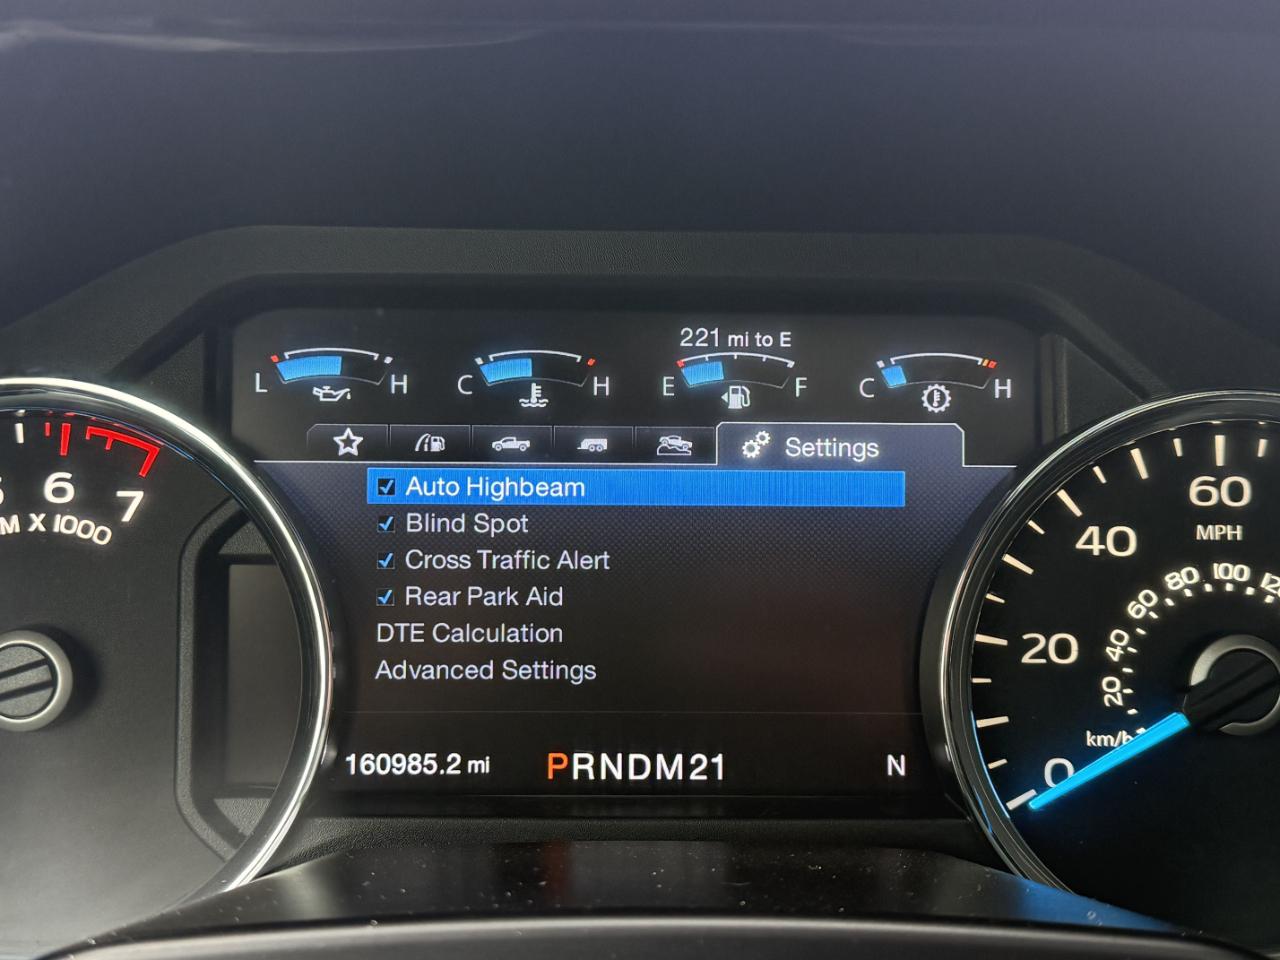 221 mi to E
L H C H E F C H
Settings
Auto Highbeam
Blind Spot
Cross Traffic Alert
Rear Park Aid
DTE Calculation
Advanced Settings
160985.2 mi PRNDM21 N
6 7
X 1000
0 20 40 60
MPH
20 40 60 80 100
km/h